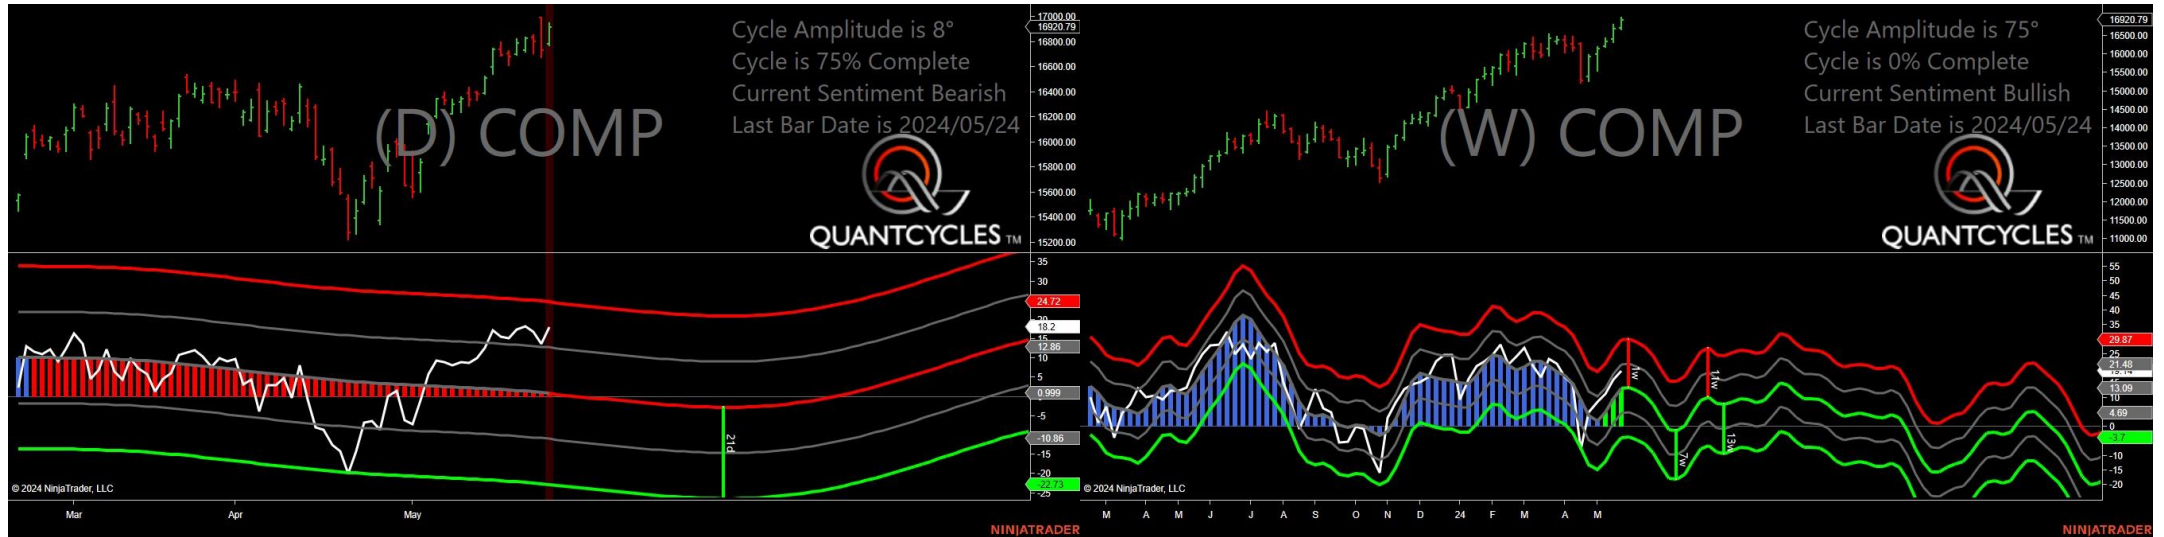 Cycle Amplitude is 8°
Cycle is 75% Complete
Current Sentiment Bearish
Last Bar Date is 2024/05/24
(D) COMP
QUANTCYCLES TM
17000.00
16920.79
16800.00
16600.00
16400.00
16200.00
16000.00
15800.00
15600.00
15400.00
15200.00
35
30
24.72
20
18.2
15
12.86
10
5
0.999
-5
-10.86
-15
-20
-22.73
-25
21d
© 2024 NinjaTrader, LLC
Mar Apr May
NINJATRADER
Cycle Amplitude is 75°
Cycle is 0% Complete
Current Sentiment Bullish
Last Bar Date is 2024/05/24
(W) COMP
QUANTCYCLES TM
16920.79
16500.00
16000.00
15500.00
15000.00
14500.00
14000.00
13500.00
13000.00
12500.00
12000.00
11500.00
11000.00
55
50
45
40
35
29.87
25
21.48
13.09
4.69
0
-3.7
-10
-15
-20
1w
11w
7w
13w
© 2024 NinjaTrader, LLC
M A M J J A S O N D 24 F M A M
NINJATRADER